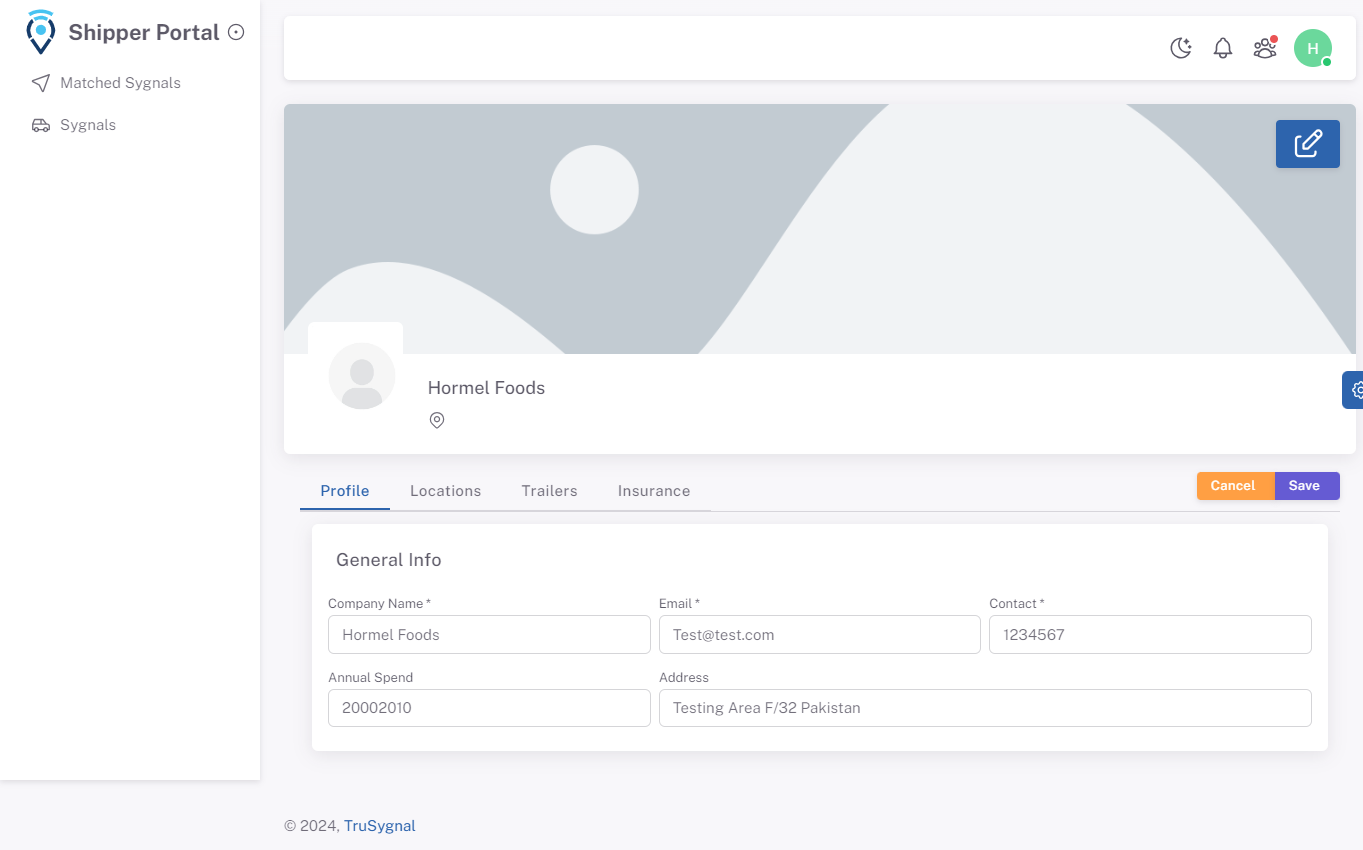 Shipper Portal
Matched Sygnals
Sygnals
H
Hormel Foods
Profile Locations Trailers Insurance Cancel Save
General Info
Company Name * Email * Contact *
Hormel Foods Test@test.com 1234567
Annual Spend Address
20002010 Testing Area F/32 Pakistan
© 2024, TruSygnal